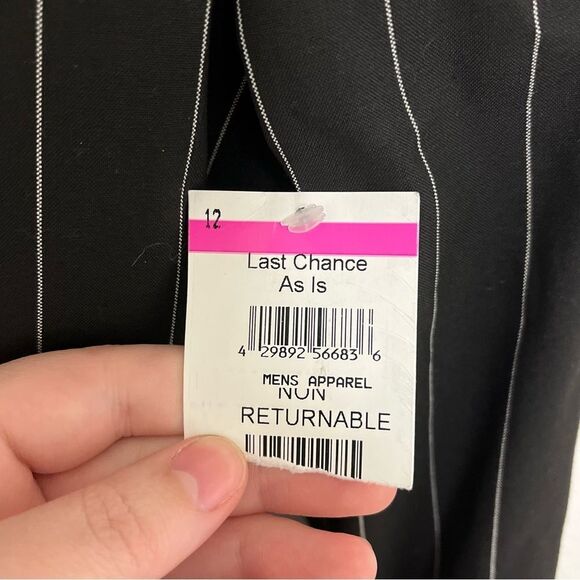 12
Last Chance
As Is
4 29892 56683 6
MENS APPAREL
NON
RETURNABLE